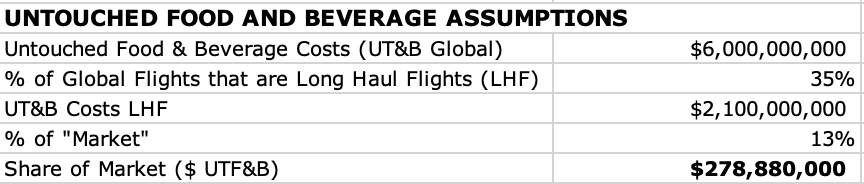 UNTOUCHED FOOD AND BEVERAGE ASSUMPTIONS
Untouched Food & Beverage Costs (UT&B Global) $6,000,000,000
% of Global Flights that are Long Haul Flights (LHF) 35%
UT&B Costs LHF $2,100,000,000
% of "Market" 13%
Share of Market ($ UTF&B) $278,880,000